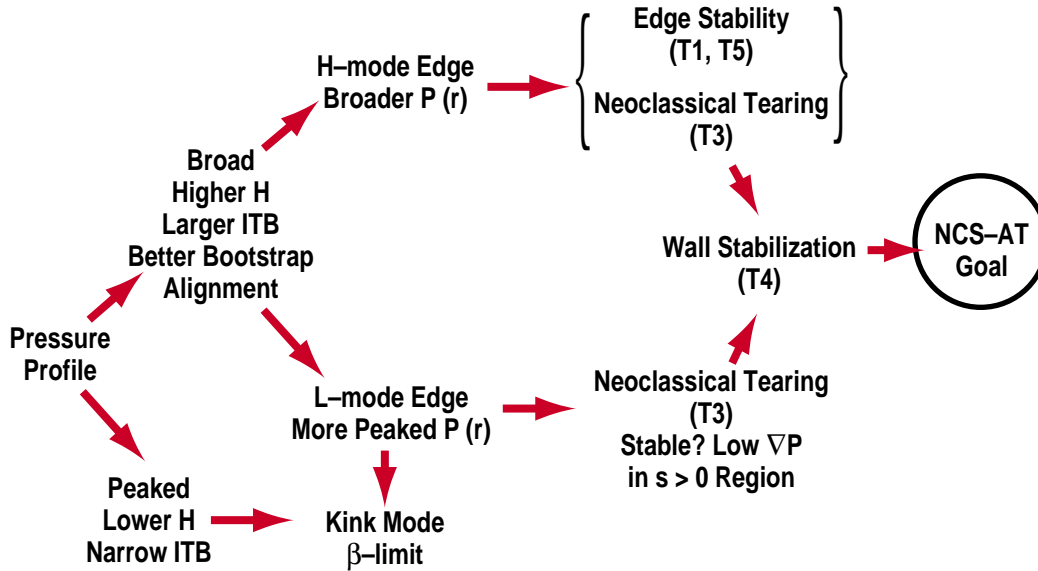 Edge Stability
(T1, T5)
Neoclassical Tearing
(T3)
H–mode Edge
Broader P (r)
Broad
Higher H
Larger ITB
Better Bootstrap
Alignment
Wall Stabilization
(T4)
NCS–AT
Goal
Pressure
Profile
L–mode Edge
More Peaked P (r)
Neoclassical Tearing
(T3)
Stable? Low ∇P
in s > 0 Region
Peaked
Lower H
Narrow ITB
Kink Mode
β–limit